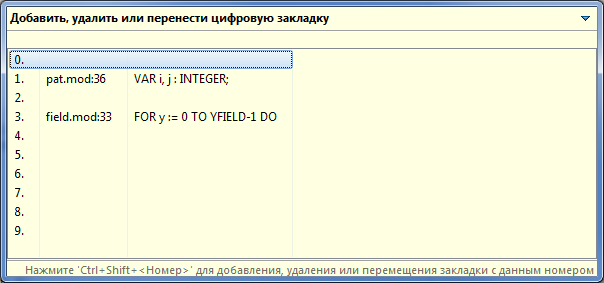 Добавить, удалить или перенести цифровую закладку
0.
1. pat.mod:36 VAR i, j : INTEGER;
2.
3. field.mod:33 FOR y := 0 TO YFIELD-1 DO
4.
5.
6.
7.
8.
9.
Нажмите 'Ctrl+Shift+<Номер>' для добавления, удаления или перемещения закладки с данным номером